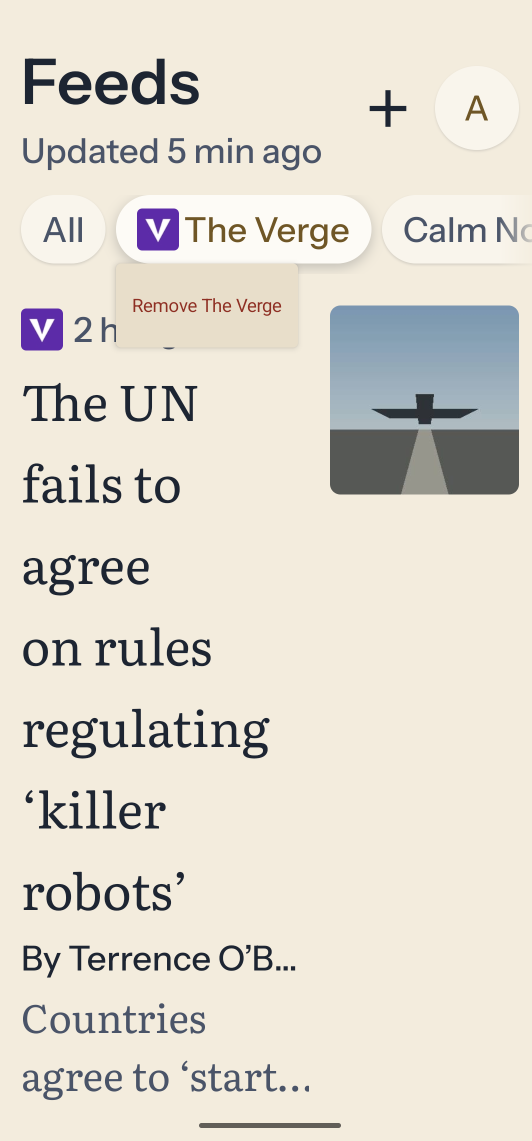 Feeds
Updated 5 min ago
A
All
The Verge
Calm
Remove The Verge
2
The UN
fails to
agree
on rules
regulating
‘killer
robots’
By Terrence O’B…
Countries
agree to ‘start…